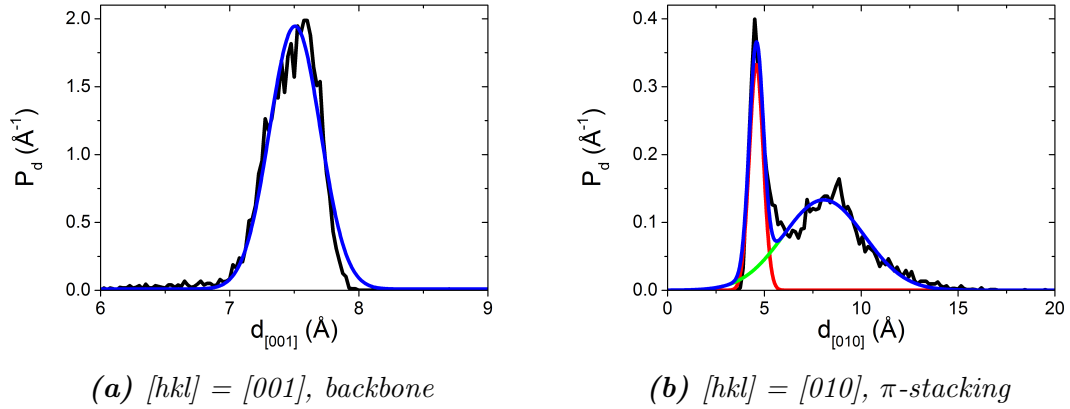 2.0
1.5
1.0
0.5
0.0
P_d (Å^-1)
6 7 8 9
d_[001] (Å)
0.4
0.3
0.2
0.1
0.0
P_d (Å^-1)
0 5 10 15 20
d_[010] (Å)
(a) [hkl] = [001], backbone
(b) [hkl] = [010], π-stacking